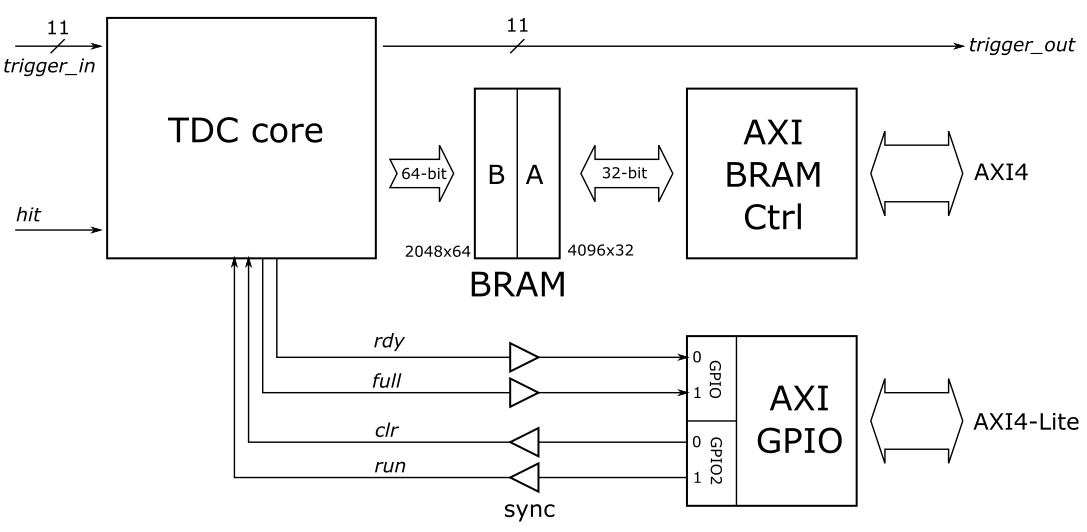 11
11
trigger_in
trigger_out
TDC core
64-bit
B
A
32-bit
AXI
BRAM
Ctrl
AXI4
hit
2048x64
4096x32
BRAM
rdy
0
full
1
GPIO
AXI
GPIO
AXI4-Lite
clr
0
run
1
GPIO2
sync